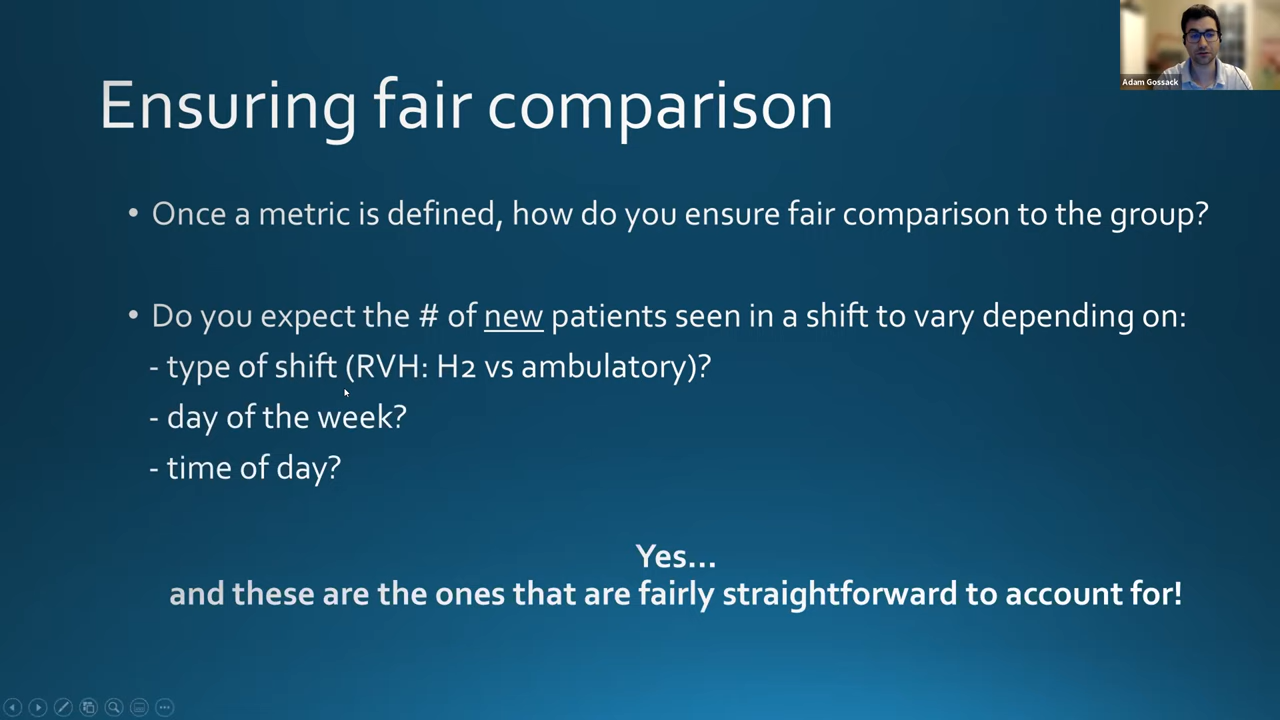 Adam Gossack
Ensuring fair comparison
• Once a metric is defined, how do you ensure fair comparison to the group?
• Do you expect the # of new patients seen in a shift to vary depending on:
- type of shift (RVH: H2 vs ambulatory)?
- day of the week?
- time of day?
Yes...
and these are the ones that are fairly straightforward to account for!